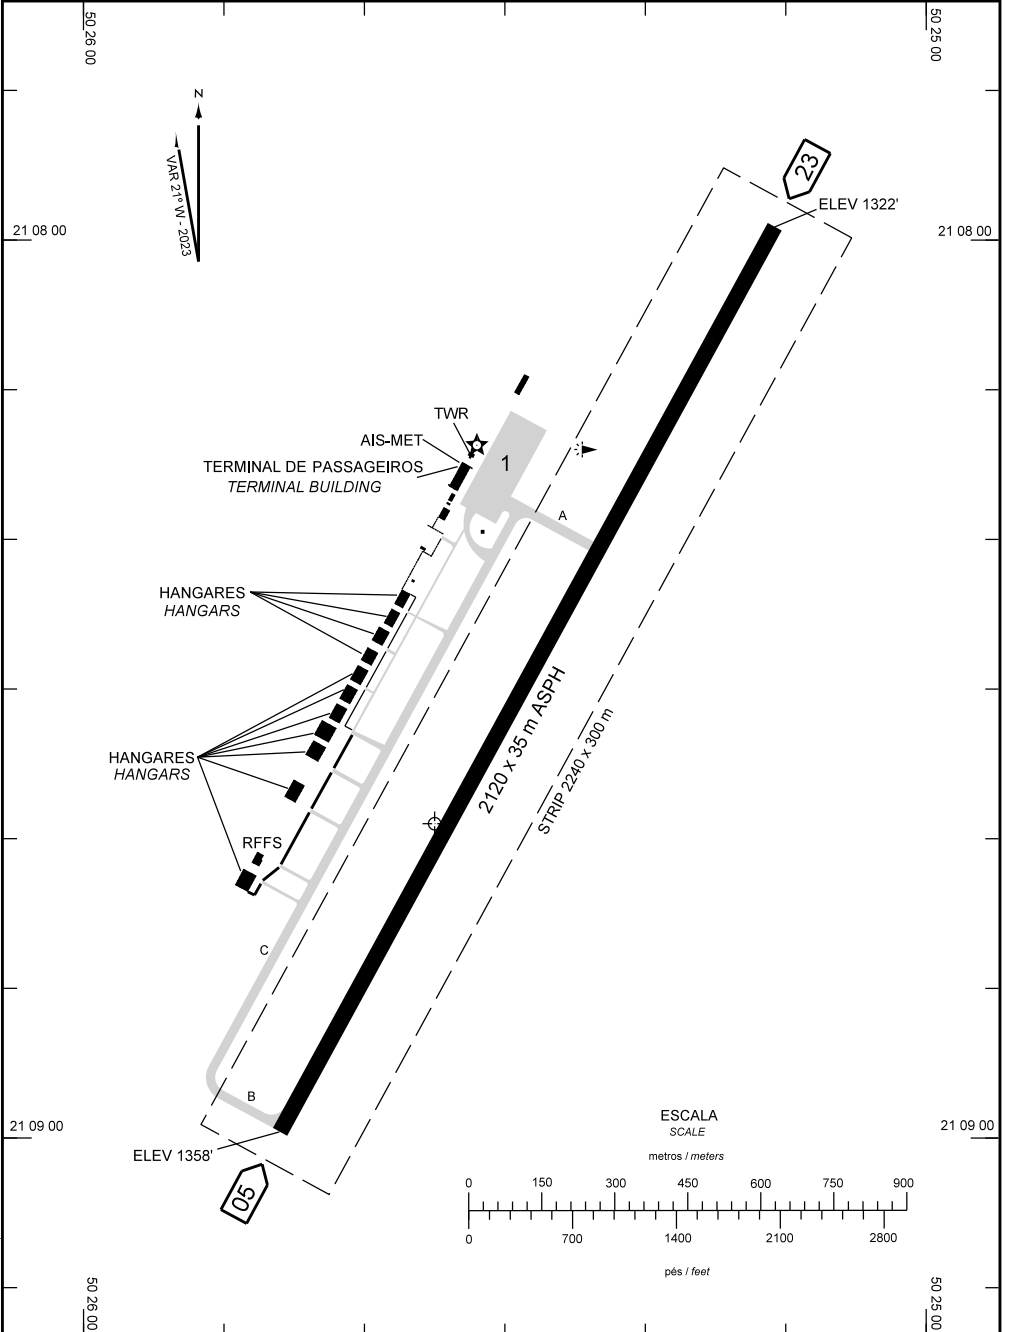 50 26 00
50 25 00
N
VAR 21° W - 2023
23
ELEV 1322'
21 08 00
21 08 00
TWR
AIS-MET
TERMINAL DE PASSAGEIROS
TERMINAL BUILDING
1
A
HANGARES
HANGARS
2120 x 35 m ASPH
STRIP 2240 x 300 m
HANGARES
HANGARS
RFFS
C
B
21 09 00
21 09 00
ELEV 1358'
05
ESCALA
SCALE
metros / meters
0 150 300 450 600 750 900
0 700 1400 2100 2800
pés / feet
50 26 00
50 25 00